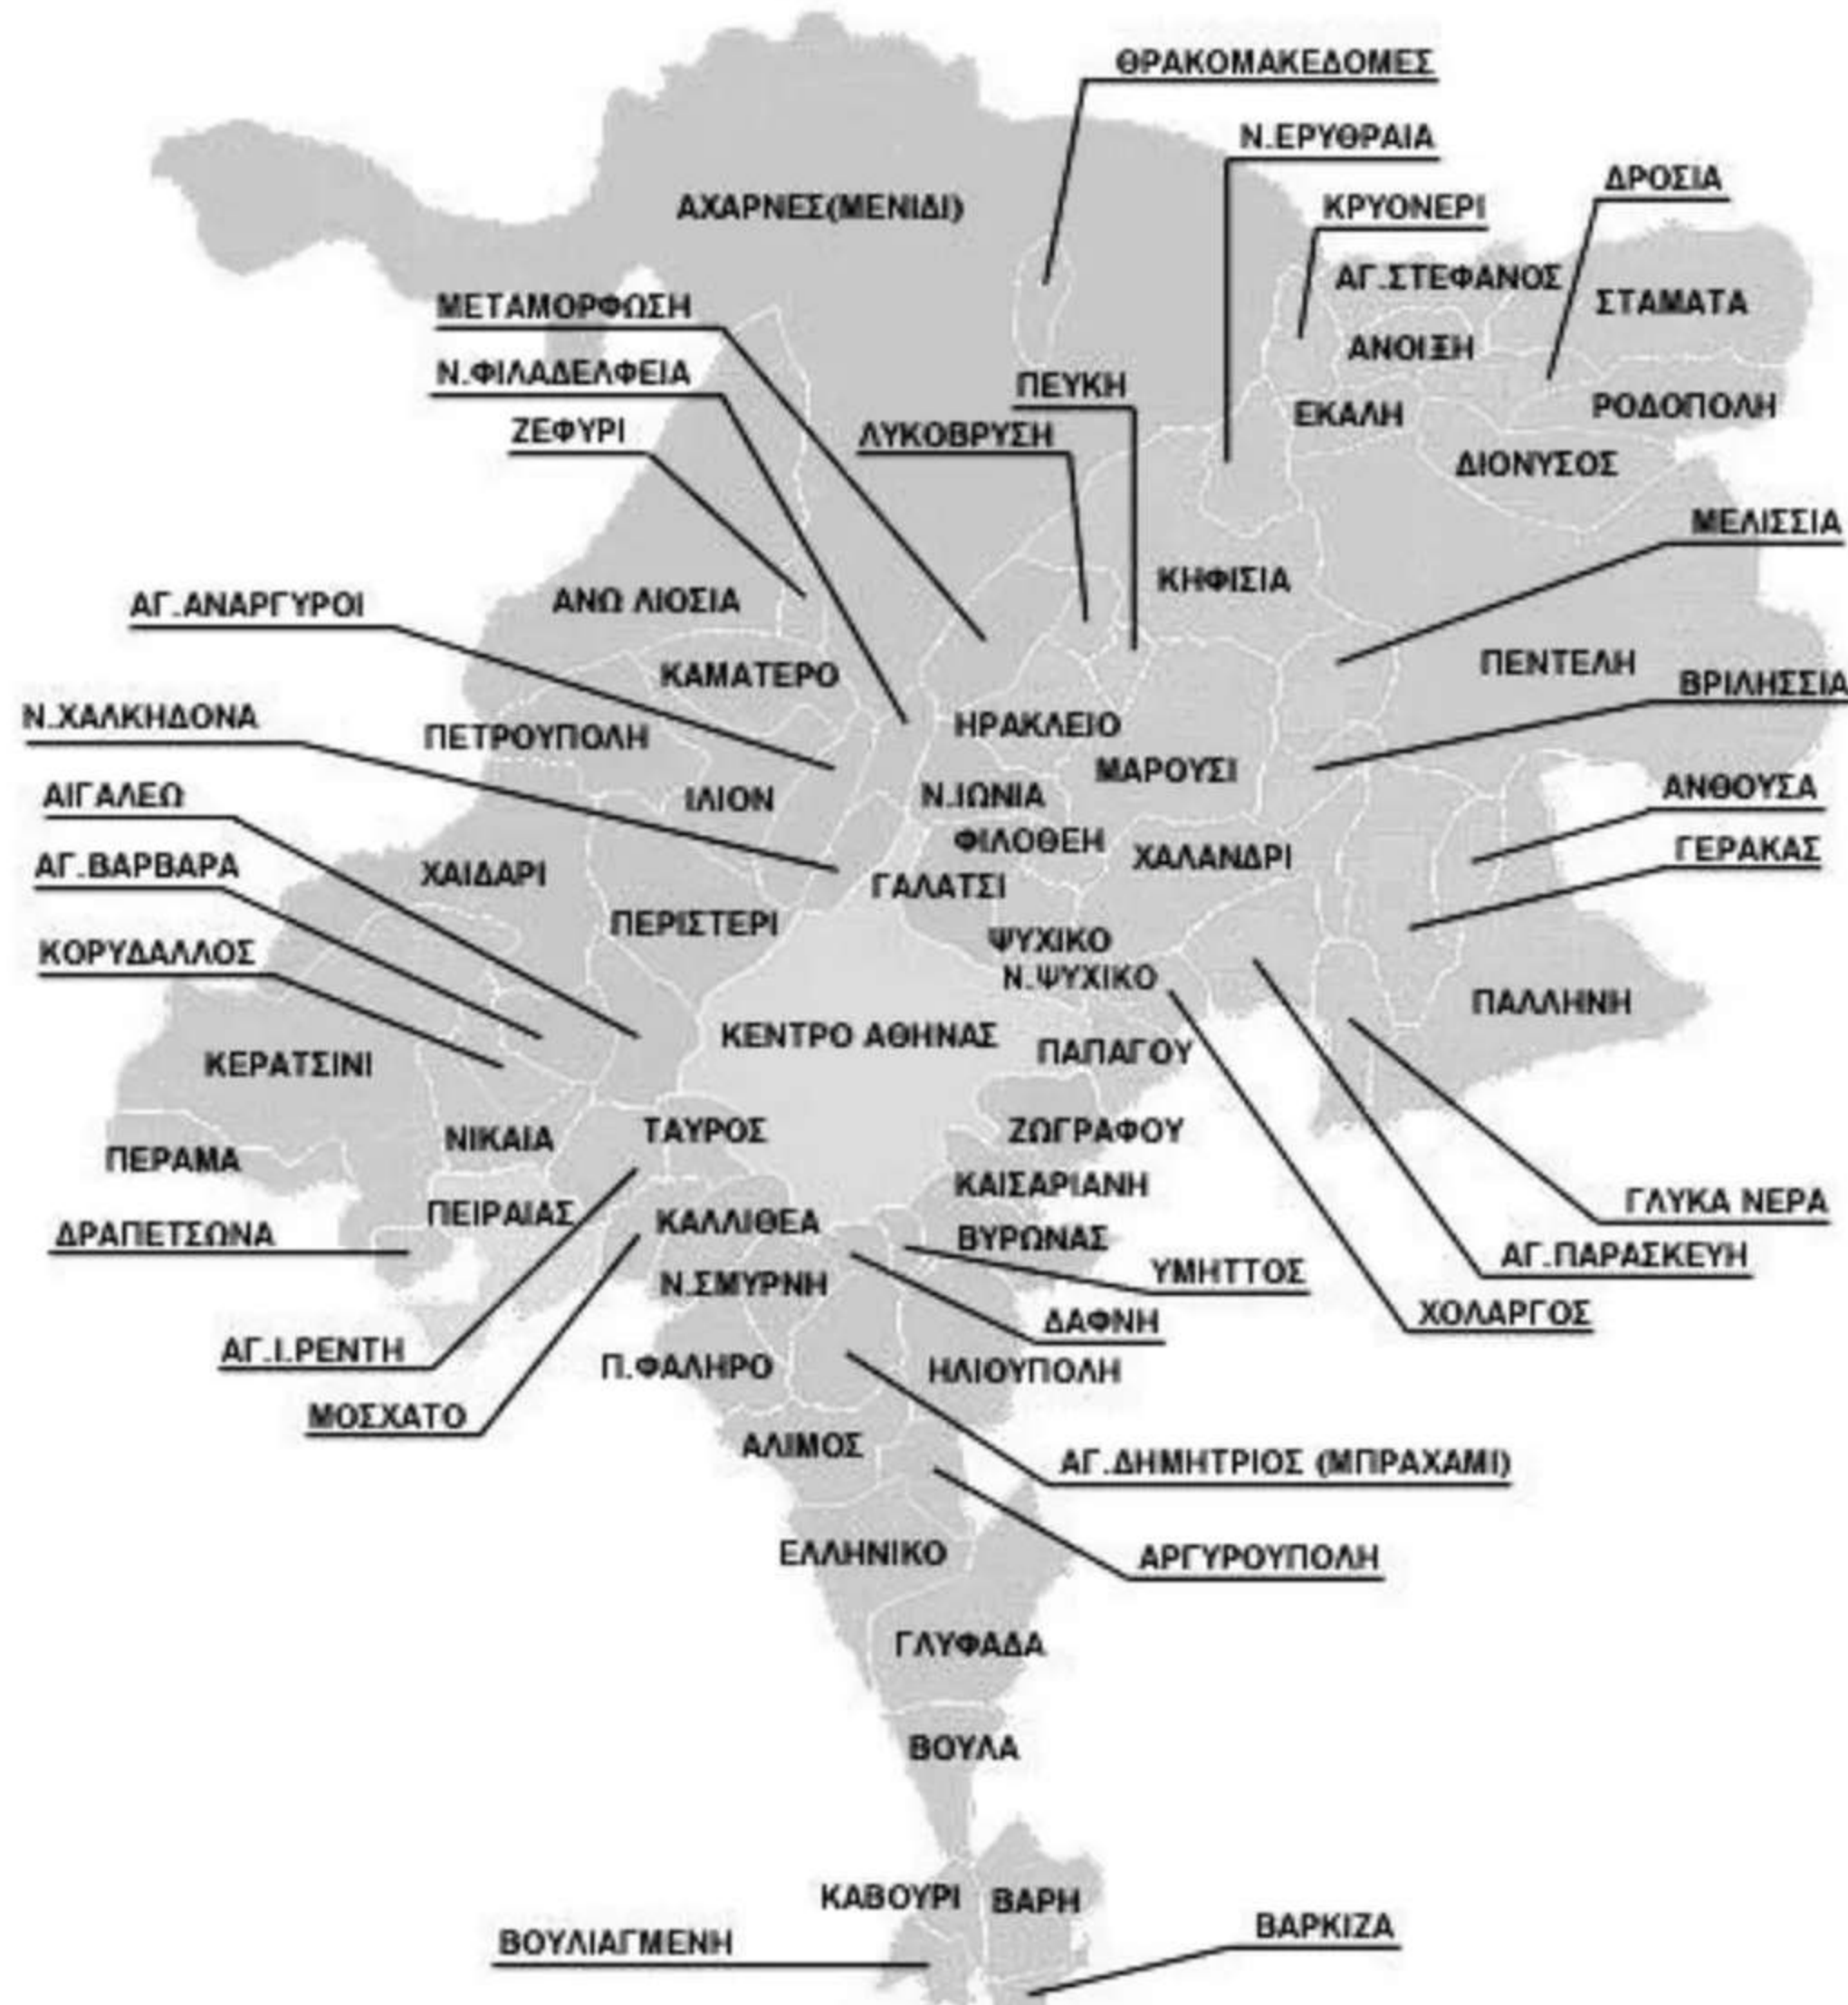 ΘΡΑΚΟΜΑΚΕΔΟΜΕΣ
Ν.ΕΡΥΘΡΑΙΑ
ΔΡΟΣΙΑ
ΚΡΥΟΝΕΡΙ
ΑΧΑΡΝΕΣ(ΜΕΝΙΔΙ)
ΑΓ.ΣΤΕΦΑΝΟΣ
ΣΤΑΜΑΤΑ
ΜΕΤΑΜΟΡΦΩΣΗ
ΑΝΟΙΞΗ
Ν.ΦΙΛΑΔΕΛΦΕΙΑ
ΠΕΥΚΗ
ΡΟΔΟΠΟΛΗ
ΕΚΑΛΗ
ΖΕΦΥΡΙ
ΛΥΚΟΒΡΥΣΗ
ΔΙΟΝΥΣΟΣ
ΜΕΛΙΣΣΙΑ
ΚΗΦΙΣΙΑ
ΑΓ.ΑΝΑΡΓΥΡΟΙ
ΑΝΩ ΛΙΟΣΙΑ
ΠΕΝΤΕΛΗ
ΚΑΜΑΤΕΡΟ
ΒΡΙΛΗΣΣΙΑ
Ν.ΧΑΛΚΗΔΟΝΑ
ΗΡΑΚΛΕΙΟ
ΠΕΤΡΟΥΠΟΛΗ
ΜΑΡΟΥΣΙ
ΑΝΘΟΥΣΑ
ΑΙΓΑΛΕΩ
ΙΛΙΟΝ
Ν.ΙΩΝΙΑ
ΦΙΛΟΘΕΗ
ΓΕΡΑΚΑΣ
ΧΑΛΑΝΔΡΙ
ΑΓ.ΒΑΡΒΑΡΑ
ΧΑΙΔΑΡΙ
ΓΑΛΑΤΣΙ
ΠΕΡΙΣΤΕΡΙ
ΨΥΧΙΚΟ
ΚΟΡΥΔΑΛΛΟΣ
Ν.ΨΥΧΙΚΟ
ΠΑΛΛΗΝΗ
ΚΕΝΤΡΟ ΑΘΗΝΑΣ
ΠΑΠΑΓΟΥ
ΚΕΡΑΤΣΙΝΙ
ΤΑΥΡΟΣ
ΖΩΓΡΑΦΟΥ
ΝΙΚΑΙΑ
ΠΕΡΑΜΑ
ΚΑΙΣΑΡΙΑΝΗ
ΓΛΥΚΑ ΝΕΡΑ
ΠΕΙΡΑΙΑΣ
ΚΑΛΛΙΘΕΑ
ΔΡΑΠΕΤΣΩΝΑ
ΒΥΡΩΝΑΣ
ΑΓ.ΠΑΡΑΣΚΕΥΗ
ΥΜΗΤΤΟΣ
Ν.ΣΜΥΡΝΗ
ΧΟΛΑΡΓΟΣ
ΔΑΦΝΗ
ΑΓ.Ι.ΡΕΝΤΗ
Π.ΦΑΛΗΡΟ
ΗΛΙΟΥΠΟΛΗ
ΜΟΣΧΑΤΟ
ΑΛΙΜΟΣ
ΑΓ.ΔΗΜΗΤΡΙΟΣ (ΜΠΡΑΧΑΜΙ)
ΕΛΛΗΝΙΚΟ
ΑΡΓΥΡΟΥΠΟΛΗ
ΓΛΥΦΑΔΑ
ΒΟΥΛΑ
ΚΑΒΟΥΡΙ
ΒΑΡΗ
ΒΑΡΚΙΖΑ
ΒΟΥΛΙΑΓΜΕΝΗ